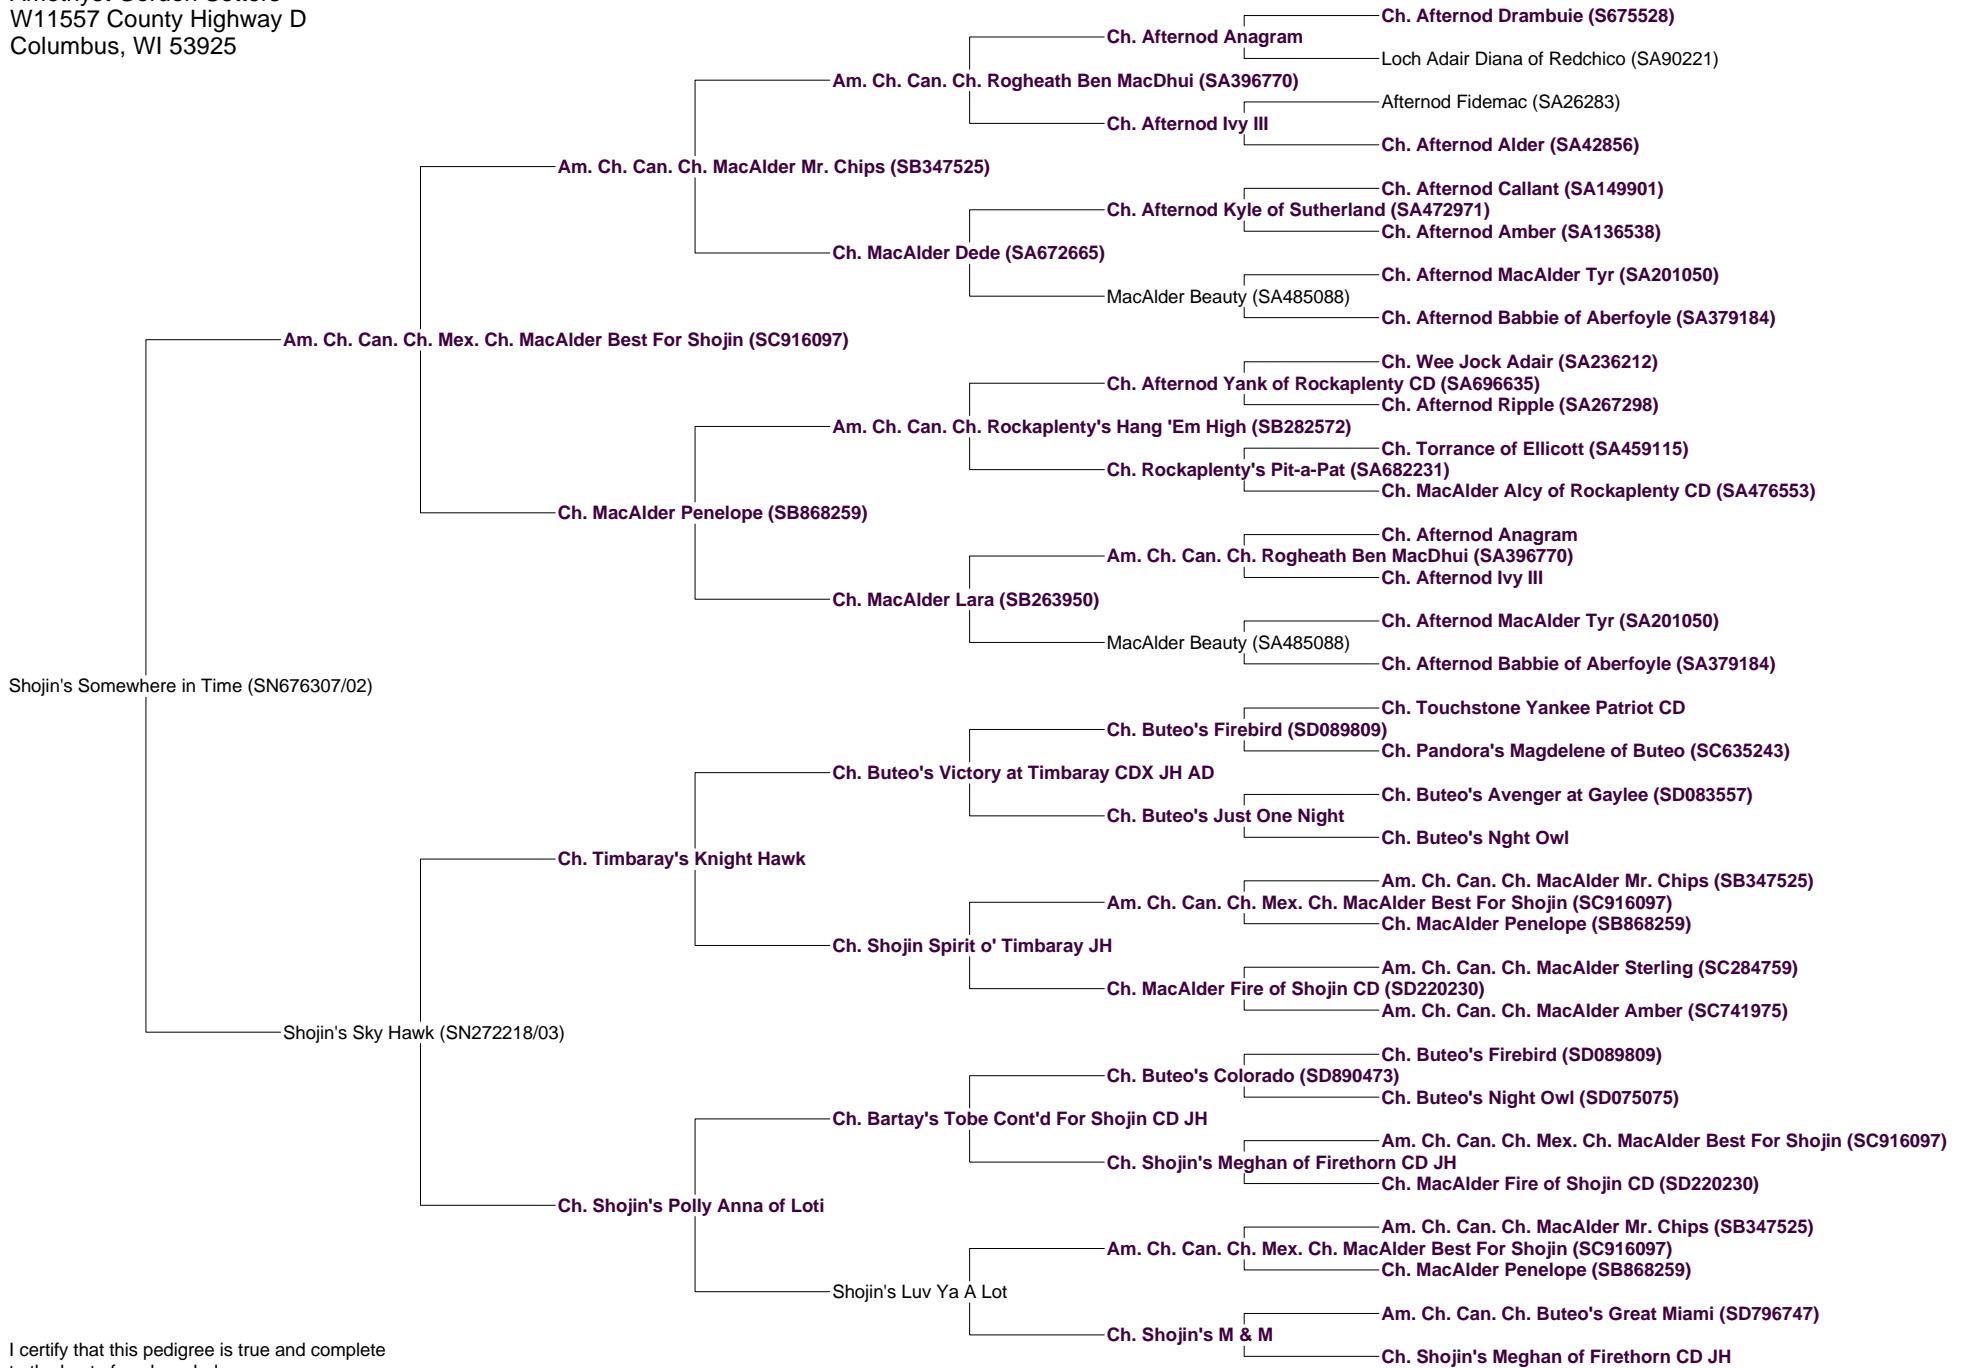 W11557 County Highway D
Columbus, WI 53925
Ch. Afternod Drambuie (S675528)
Ch. Afternod Anagram
Loch Adair Diana of Redchico (SA90221)
Am. Ch. Can. Ch. Rogheath Ben MacDhui (SA396770)
Afternod Fidemac (SA26283)
Ch. Afternod Ivy III
Ch. Afternod Alder (SA42856)
Am. Ch. Can. Ch. MacAlder Mr. Chips (SB347525)
Ch. Afternod Callant (SA149901)
Ch. Afternod Kyle of Sutherland (SA472971)
Ch. Afternod Amber (SA136538)
Ch. MacAlder Dede (SA672665)
Ch. Afternod MacAlder Tyr (SA201050)
MacAlder Beauty (SA485088)
Ch. Afternod Babbie of Aberfoyle (SA379184)
Am. Ch. Can. Ch. Mex. Ch. MacAlder Best For Shojin (SC916097)
Ch. Wee Jock Adair (SA236212)
Ch. Afternod Yank of Rockaplenty CD (SA696635)
Ch. Afternod Ripple (SA267298)
Am. Ch. Can. Ch. Rockaplenty's Hang 'Em High (SB282572)
Ch. Torrance of Ellicott (SA459115)
Ch. Rockaplenty's Pit-a-Pat (SA682231)
Ch. MacAlder Alcy of Rockaplenty CD (SA476553)
Ch. MacAlder Penelope (SB868259)
Ch. Afternod Anagram
Am. Ch. Can. Ch. Rogheath Ben MacDhui (SA396770)
Ch. Afternod Ivy III
Ch. MacAlder Lara (SB263950)
Ch. Afternod MacAlder Tyr (SA201050)
MacAlder Beauty (SA485088)
Ch. Afternod Babbie of Aberfoyle (SA379184)
Shojin's Somewhere in Time (SN676307/02)
Ch. Touchstone Yankee Patriot CD
Ch. Buteo's Firebird (SD089809)
Ch. Pandora's Magdelene of Buteo (SC635243)
Ch. Buteo's Victory at Timbaray CDX JH AD
Ch. Buteo's Avenger at Gaylee (SD083557)
Ch. Buteo's Just One Night
Ch. Buteo's Nght Owl
Ch. Timbaray's Knight Hawk
Am. Ch. Can. Ch. MacAlder Mr. Chips (SB347525)
Am. Ch. Can. Ch. Mex. Ch. MacAlder Best For Shojin (SC916097)
Ch. MacAlder Penelope (SB868259)
Ch. Shojin Spirit o' Timbaray JH
Am. Ch. Can. Ch. MacAlder Sterling (SC284759)
Ch. MacAlder Fire of Shojin CD (SD220230)
Am. Ch. Can. Ch. MacAlder Amber (SC741975)
Shojin's Sky Hawk (SN272218/03)
Ch. Buteo's Firebird (SD089809)
Ch. Buteo's Colorado (SD890473)
Ch. Buteo's Night Owl (SD075075)
Ch. Bartay's Tobe Cont'd For Shojin CD JH
Am. Ch. Can. Ch. Mex. Ch. MacAlder Best For Shojin (SC916097)
Ch. Shojin's Meghan of Firethorn CD JH
Ch. MacAlder Fire of Shojin CD (SD220230)
Ch. Shojin's Polly Anna of Loti
Am. Ch. Can. Ch. MacAlder Mr. Chips (SB347525)
Am. Ch. Can. Ch. Mex. Ch. MacAlder Best For Shojin (SC916097)
Ch. MacAlder Penelope (SB868259)
Shojin's Luv Ya A Lot
Am. Ch. Can. Ch. Buteo's Great Miami (SD796747)
Ch. Shojin's M & M
Ch. Shojin's Meghan of Firethorn CD JH
I certify that this pedigree is true and complete